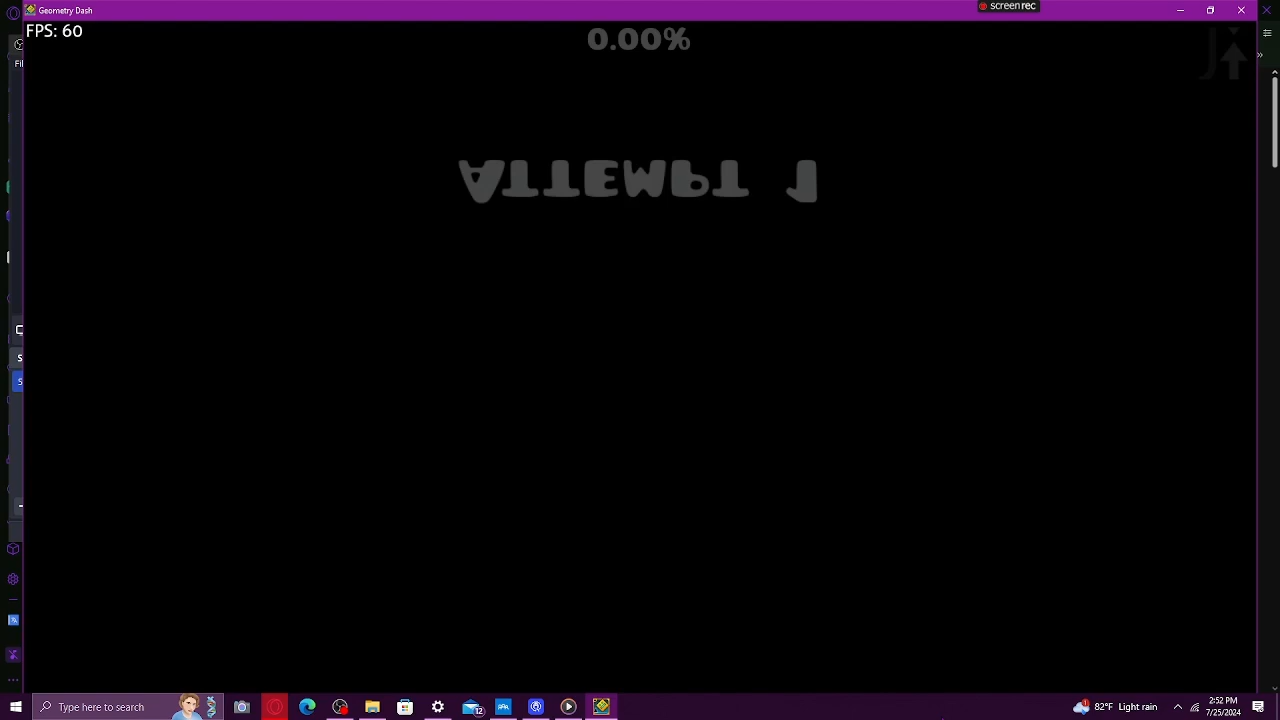 Geometry Dash
screenrec
FPS: 60
0.00%
ATTEMPT 1
Fil
S
S
Type here to search
82°F Light rain
2:52 PM
7/25/2024